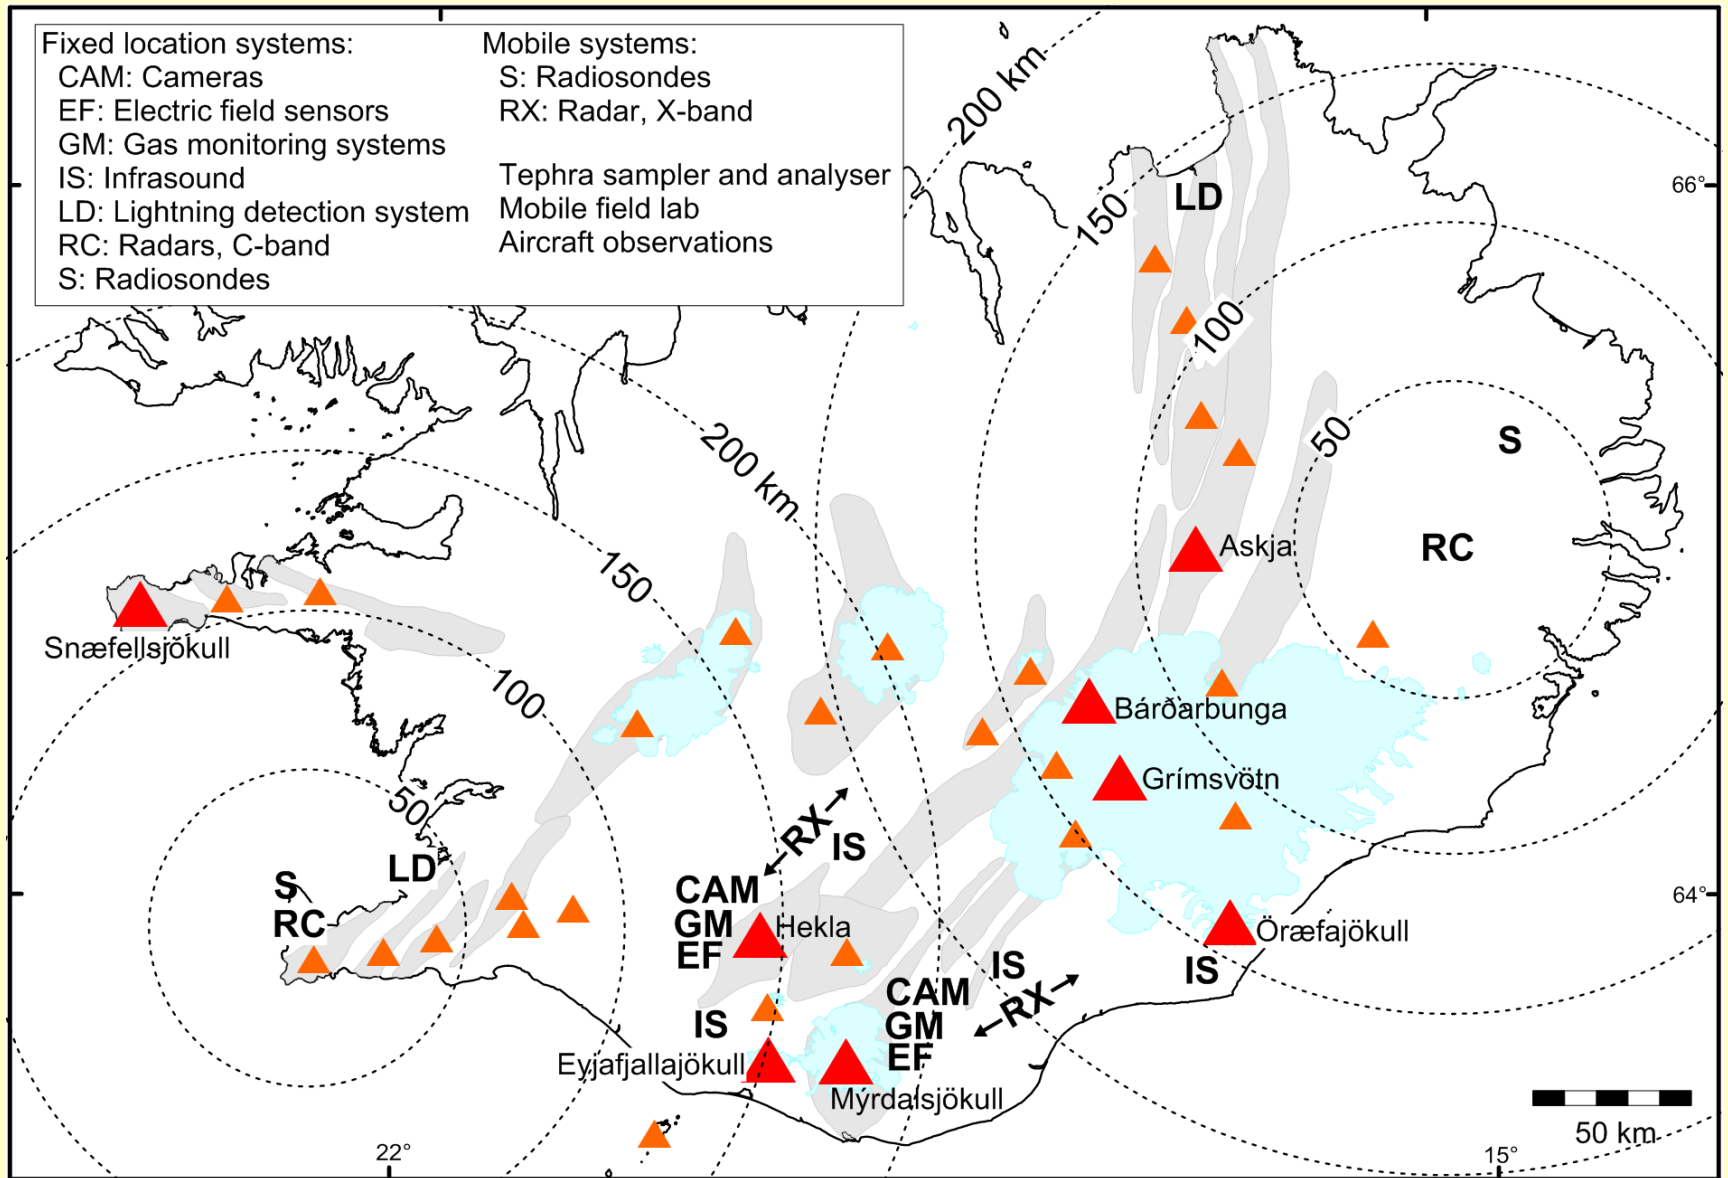 Fixed location systems:
CAM: Cameras
EF: Electric field sensors
GM: Gas monitoring systems
IS: Infrasound
LD: Lightning detection system
RC: Radars, C-band
S: Radiosondes
Mobile systems:
S: Radiosondes
RX: Radar, X-band
Tephra sampler and analyser
Mobile field lab
Aircraft observations
200 km
66°
LD
150
100
50
S
200 km
RC
Askja
150
Snæfellsjökull
100
Bárðarbunga
Grímsvötn
50
RX
IS
LD
S
RC
CAM
GM
EF
Hekla
64°
Öræfajökull
IS
IS
CAM
GM
EF
RX
IS
Eyjafjallajökull
Mýrdalsjökull
50 km
22°
15°